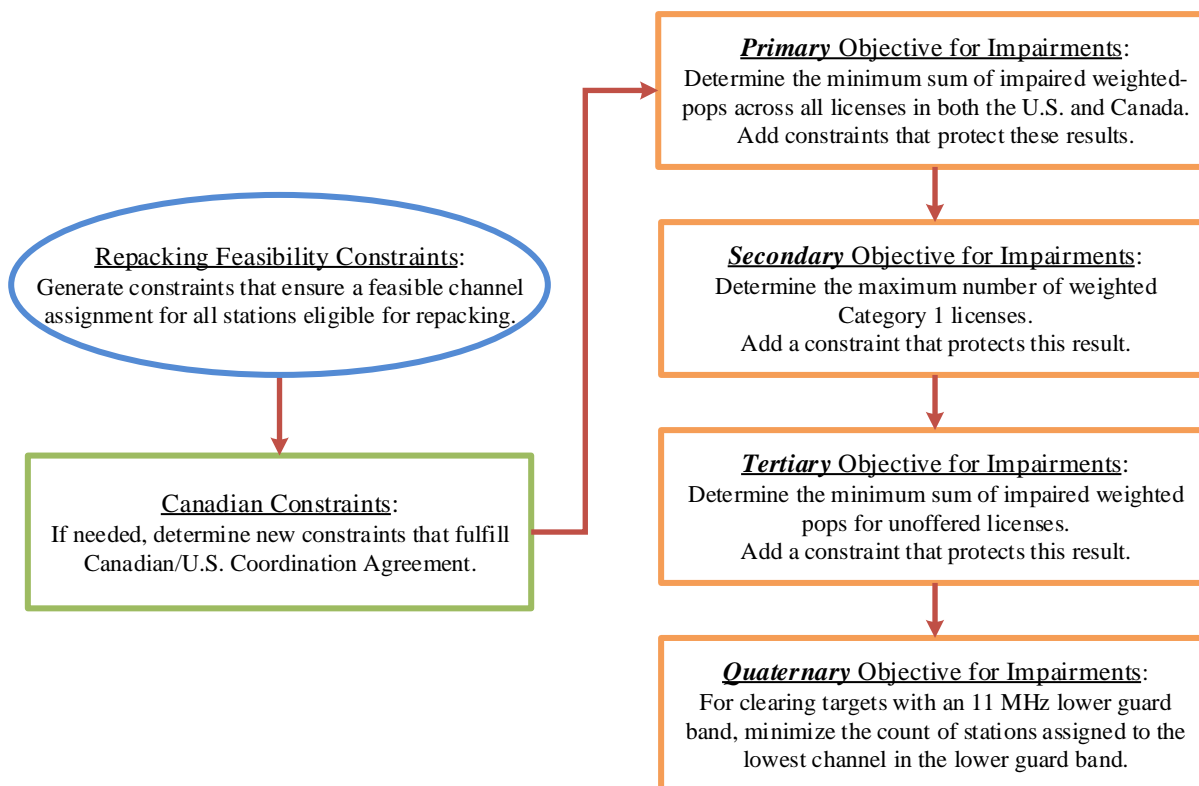 Repacking Feasibility Constraints:
Generate constraints that ensure a feasible channel
assignment for all stations eligible for repacking.
Canadian Constraints:
If needed, determine new constraints that fulfill
Canadian/U.S. Coordination Agreement.
Primary Objective for Impairments:
Determine the minimum sum of impaired weighted-
pops across all licenses in both the U.S. and Canada.
Add constraints that protect these results.
Secondary Objective for Impairments:
Determine the maximum number of weighted
Category 1 licenses.
Add a constraint that protects this result.
Tertiary Objective for Impairments:
Determine the minimum sum of impaired weighted
pops for unoffered licenses.
Add a constraint that protects this result.
Quaternary Objective for Impairments:
For clearing targets with an 11 MHz lower guard
band, minimize the count of stations assigned to the
lowest channel in the lower guard band.